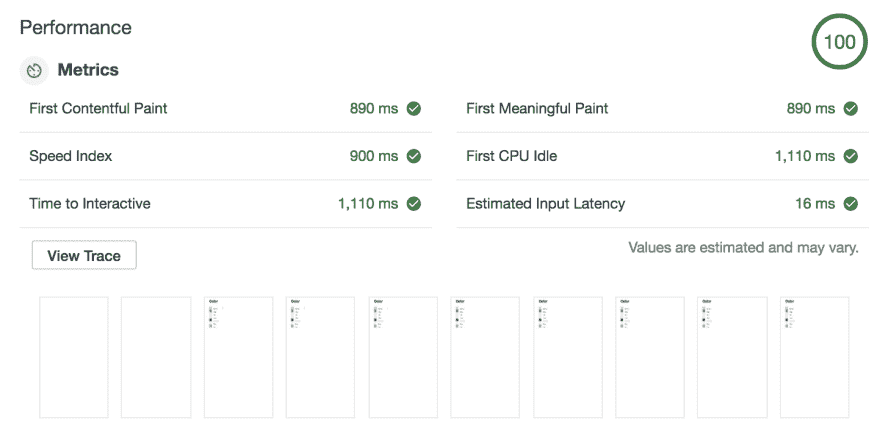 Performance
100
Metrics
First Contentful Paint 890 ms
First Meaningful Paint 890 ms
Speed Index 900 ms
First CPU Idle 1,110 ms
Time to Interactive 1,110 ms
Estimated Input Latency 16 ms
View Trace
Values are estimated and may vary.